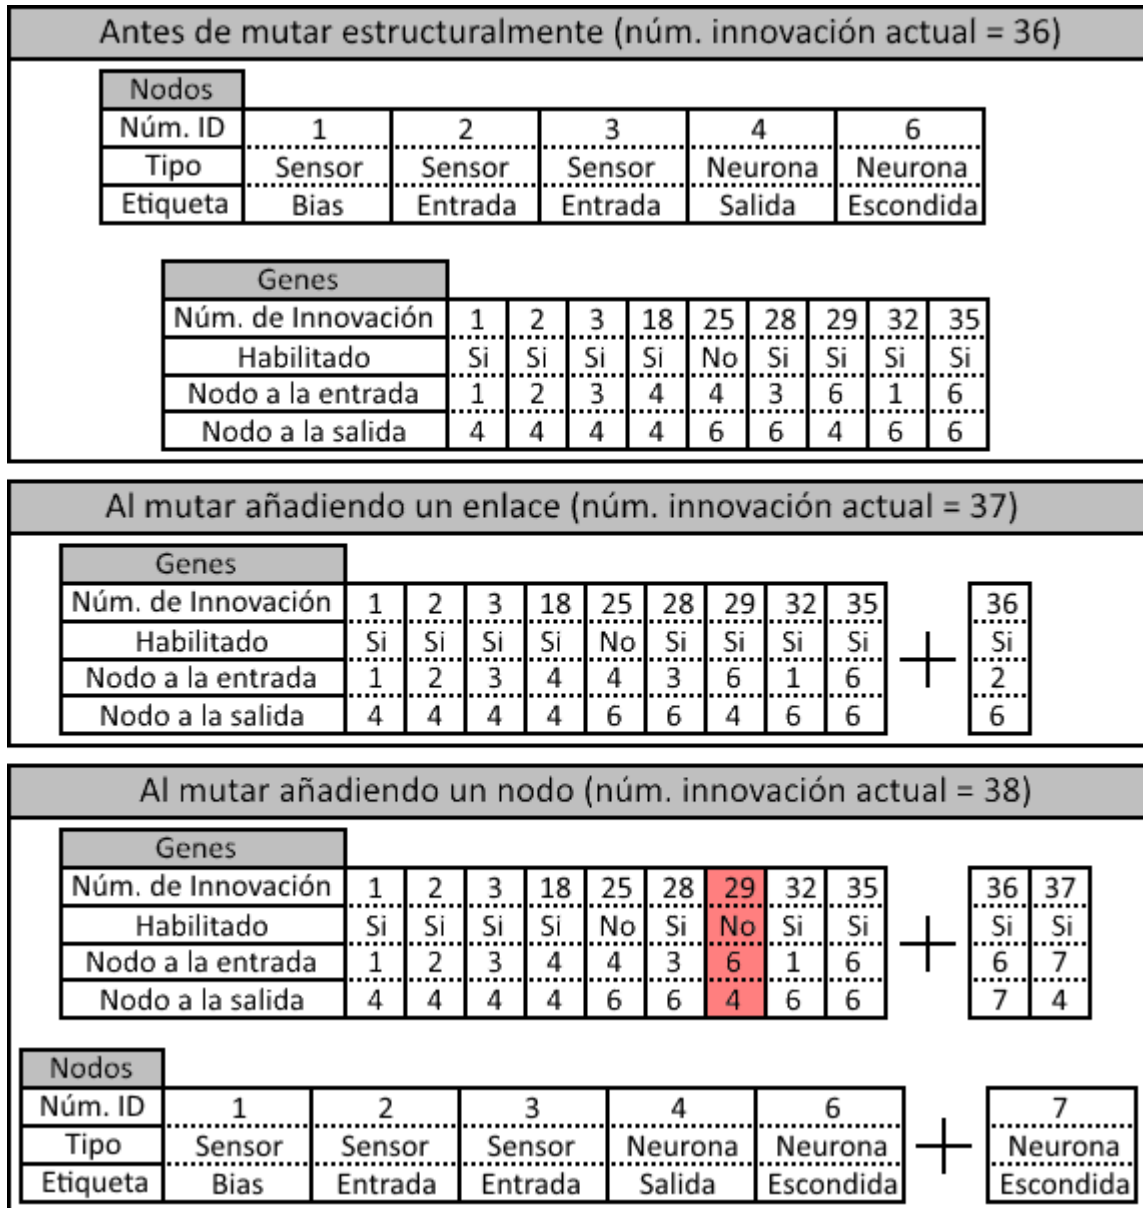 Antes de mutar estructuralmente (núm. innovación actual = 36)
Nodos
Núm. ID 1 2 3 4 6
Tipo Sensor Sensor Sensor Neurona Neurona
Etiqueta Bias Entrada Entrada Salida Escondida
Genes
Núm. de Innovación 1 2 3 18 25 28 29 32 35
Habilitado Si Si Si Si No Si Si Si Si
Nodo a la entrada 1 2 3 4 4 3 6 1 6
Nodo a la salida 4 4 4 4 6 6 4 6 6
Al mutar añadiendo un enlace (núm. innovación actual = 37)
Genes
Núm. de Innovación 1 2 3 18 25 28 29 32 35 36
Habilitado Si Si Si Si No Si Si Si Si + Si
Nodo a la entrada 1 2 3 4 4 3 6 1 6 2
Nodo a la salida 4 4 4 4 6 6 4 6 6 6
Al mutar añadiendo un nodo (núm. innovación actual = 38)
Genes
Núm. de Innovación 1 2 3 18 25 28 29 32 35 36 37
Habilitado Si Si Si Si No Si No Si Si + Si Si
Nodo a la entrada 1 2 3 4 4 3 6 1 6 6 7
Nodo a la salida 4 4 4 4 6 6 4 6 6 7 4
Nodos
Núm. ID 1 2 3 4 6 7
Tipo Sensor Sensor Sensor Neurona Neurona + Neurona
Etiqueta Bias Entrada Entrada Salida Escondida Escondida